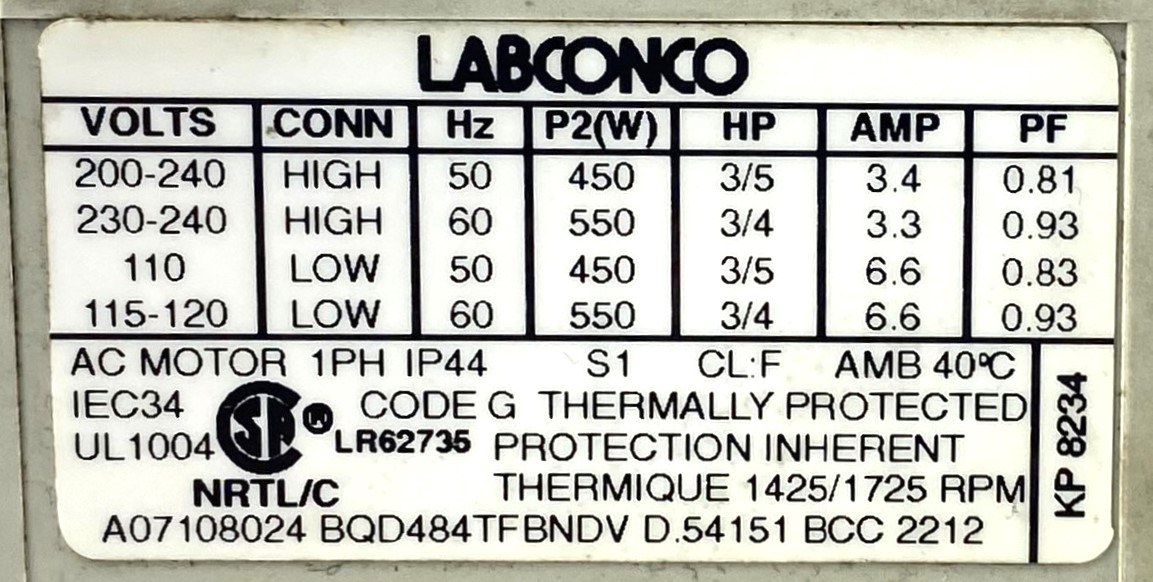 LABCONCO
VOLTS CONN Hz P2(W) HP AMP PF
200-240 HIGH 50 450 3/5 3.4 0.81
230-240 HIGH 60 550 3/4 3.3 0.93
110 LOW 50 450 3/5 6.6 0.83
115-120 LOW 60 550 3/4 6.6 0.93
AC MOTOR 1PH IP44 S1 CL:F AMB 40°C
IEC34 CODE G THERMALLY PROTECTED
UL1004 SA ® LR62735 PROTECTION INHERENT
NRTL/C THERMIQUE 1425/1725 RPM
A07108024 BQD484TFBNDV D.54151 BCC 2212
KP 8234